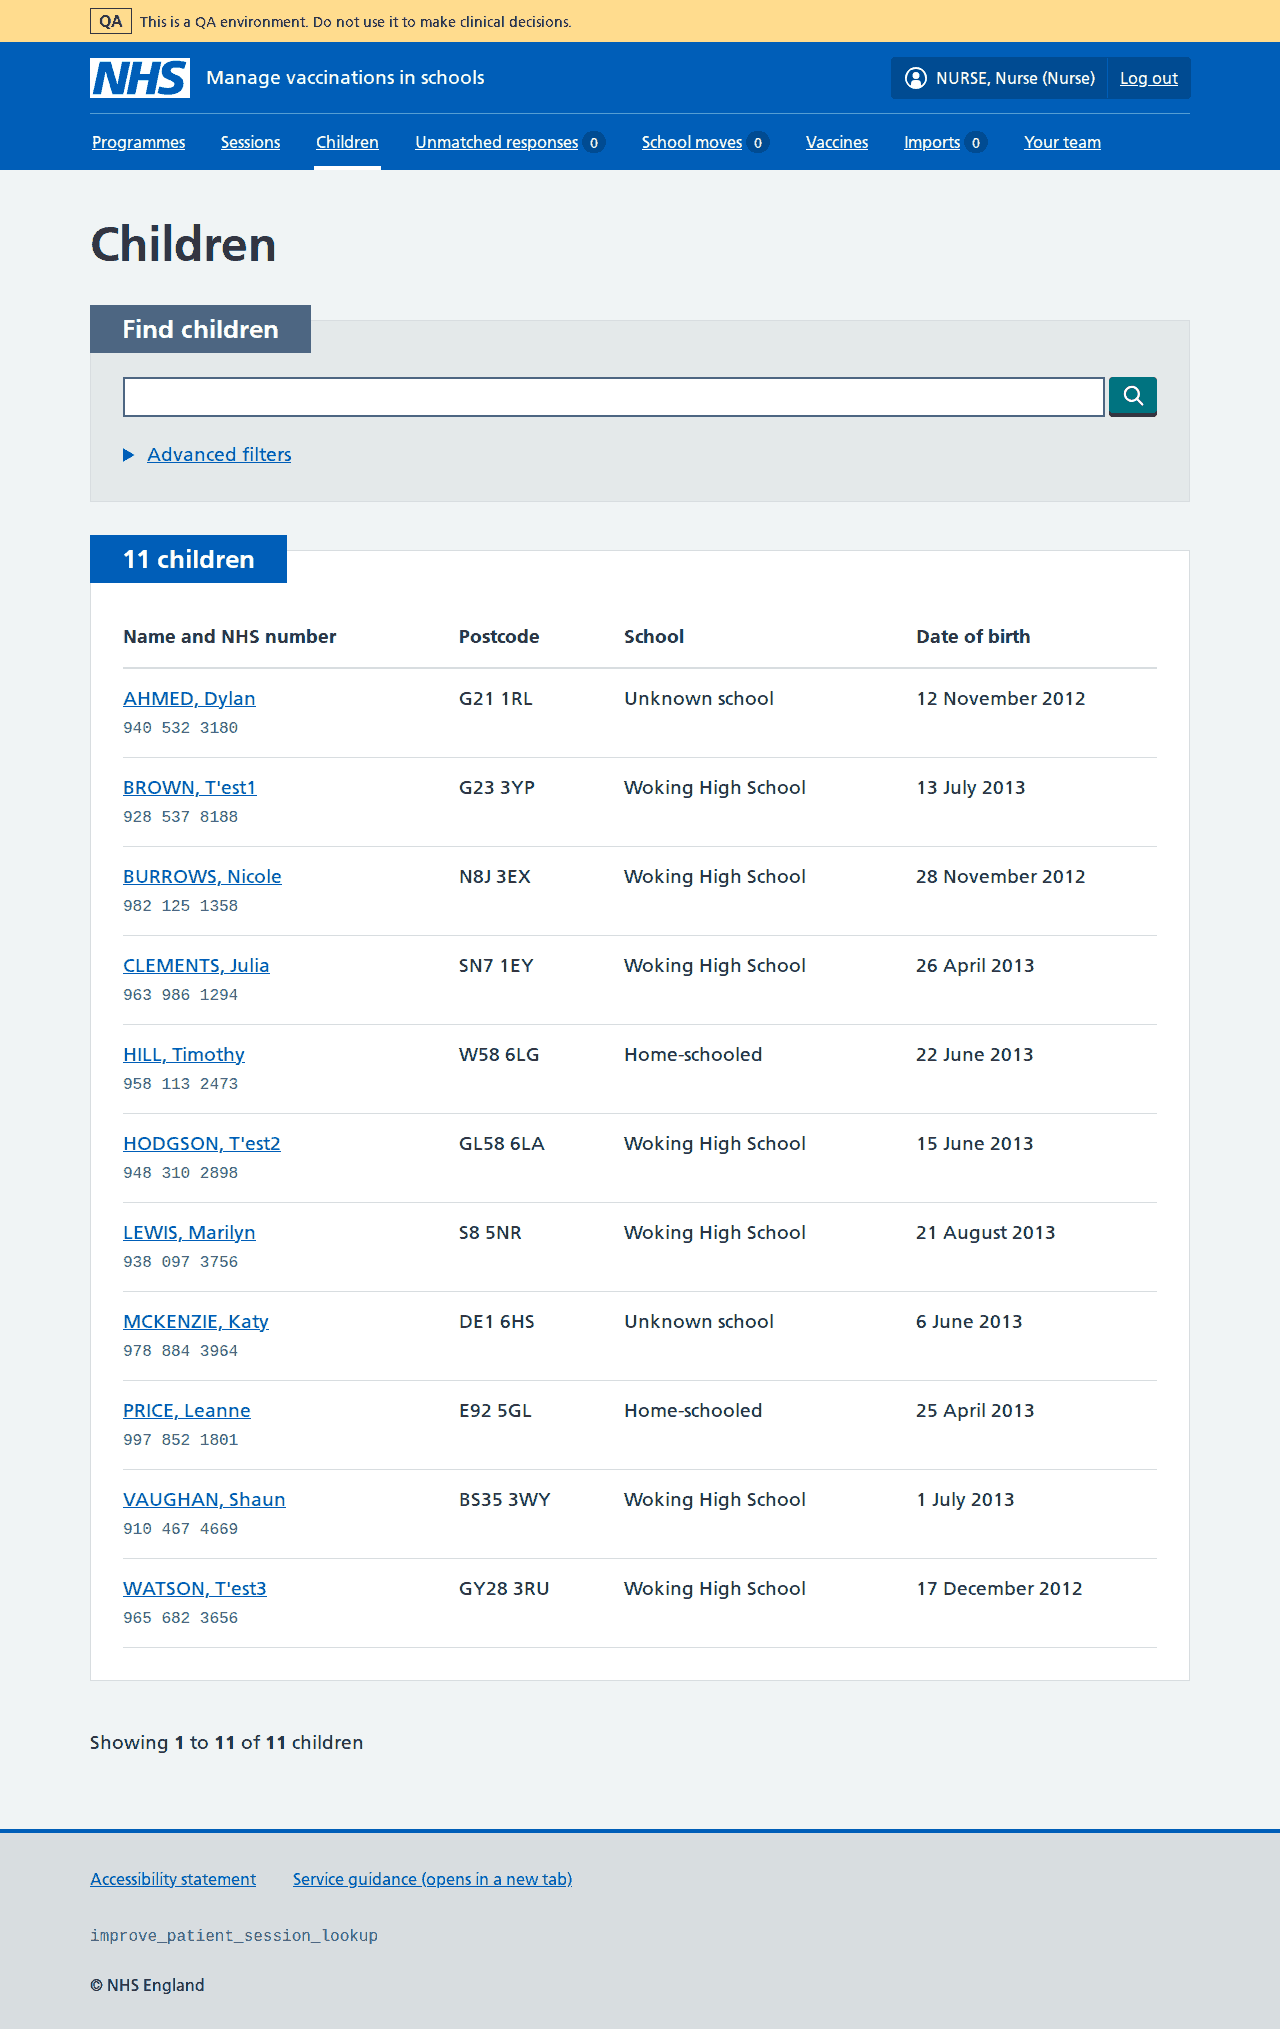 QA This is a QA environment. Do not use it to make clinical decisions.
NHS Manage vaccinations in schools NURSE, Nurse (Nurse) Log out
Programmes Sessions Children Unmatched responses 0 School moves 0 Vaccines Imports 0 Your team
Children
Find children
Advanced filters
11 children
Name and NHS number Postcode School Date of birth
AHMED, Dylan G21 1RL Unknown school 12 November 2012
940 532 3180
BROWN, T'est1 G23 3YP Woking High School 13 July 2013
928 537 8188
BURROWS, Nicole N8J 3EX Woking High School 28 November 2012
982 125 1358
CLEMENTS, Julia SN7 1EY Woking High School 26 April 2013
963 986 1294
HILL, Timothy W58 6LG Home-schooled 22 June 2013
958 113 2473
HODGSON, T'est2 GL58 6LA Woking High School 15 June 2013
948 310 2898
LEWIS, Marilyn S8 5NR Woking High School 21 August 2013
938 097 3756
MCKENZIE, Katy DE1 6HS Unknown school 6 June 2013
978 884 3964
PRICE, Leanne E92 5GL Home-schooled 25 April 2013
997 852 1801
VAUGHAN, Shaun BS35 3WY Woking High School 1 July 2013
910 467 4669
WATSON, T'est3 GY28 3RU Woking High School 17 December 2012
965 682 3656
Showing 1 to 11 of 11 children
Accessibility statement Service guidance (opens in a new tab)
improve_patient_session_lookup
© NHS England